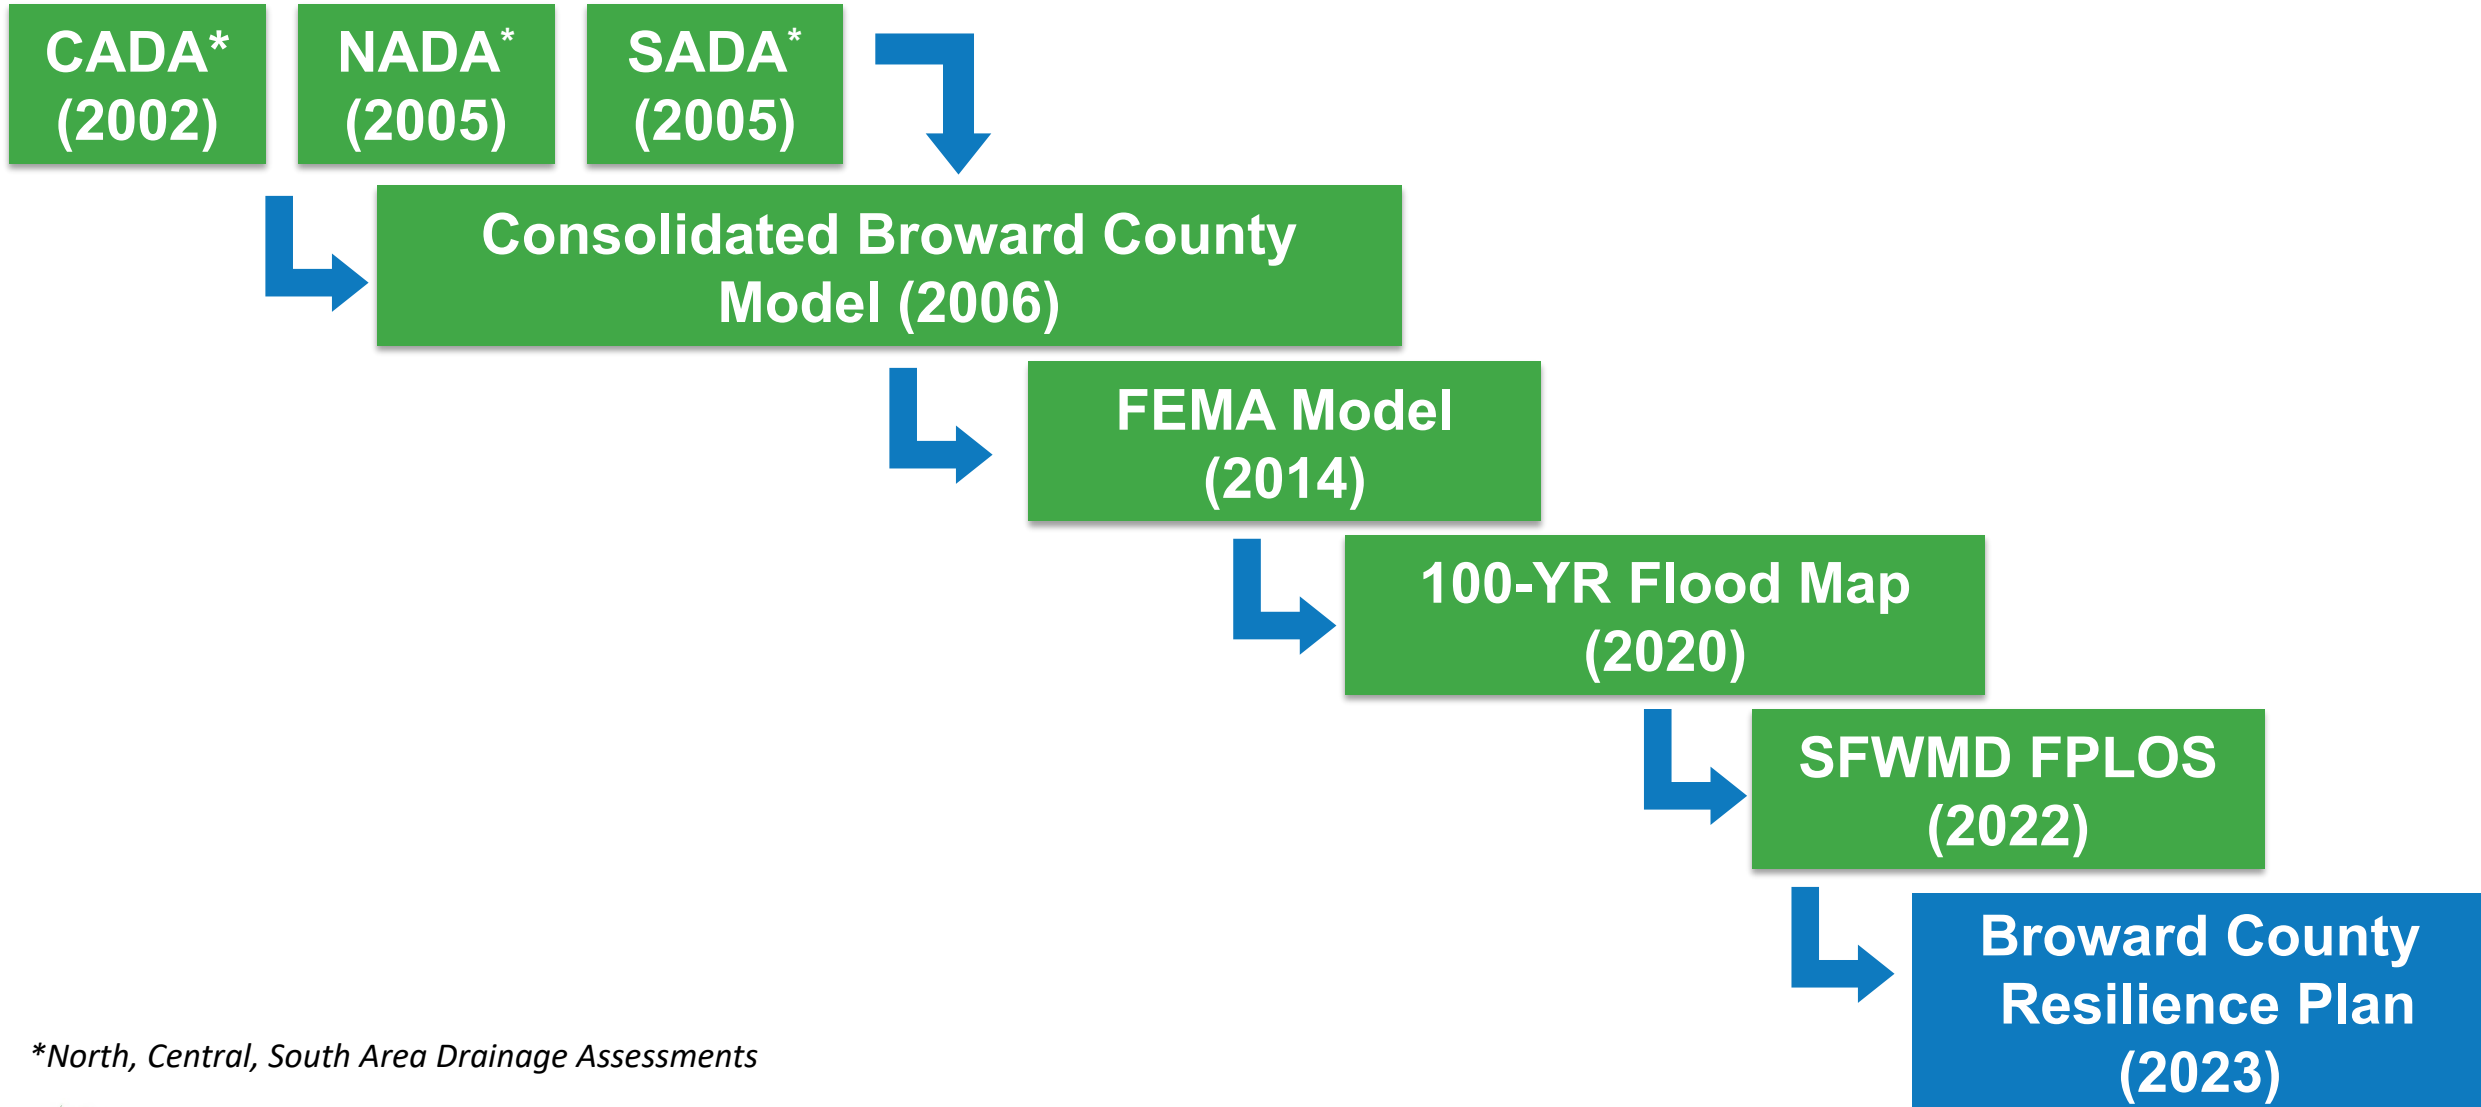 CADA*
(2002)
NADA*
(2005)
SADA*
(2005)
Consolidated Broward County
Model (2006)
FEMA Model
(2014)
100-YR Flood Map
(2020)
SFWMD FPLOS
(2022)
Broward County
Resilience Plan
(2023)
*North, Central, South Area Drainage Assessments